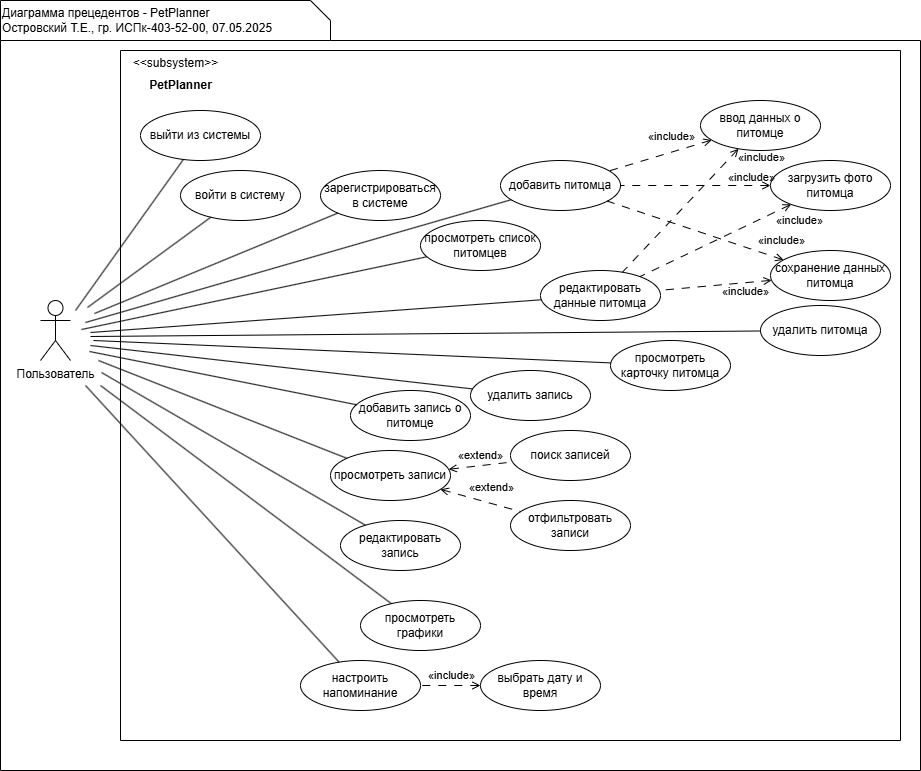 Диаграмма прецедентов - PetPlanner
Островский Т.Е., гр. ИСПк-403-52-00, 07.05.2025
<<subsystem>>
PetPlanner
выйти из системы
войти в систему
зарегистрироваться
в системе
добавить питомца
«include»
ввод данных о
питомце
«include»
«include»
загрузить фото
питомца
«include»
просмотреть список
питомцев
«include»
сохранение данных
питомца
«include»
редактировать
данные питомца
удалить питомца
Пользователь
просмотреть
карточку питомца
удалить запись
добавить запись о
питомце
просмотреть записи
«extend»
поиск записей
«extend»
отфильтровать
записи
редактировать
запись
просмотреть
графики
настроить
напоминание
«include»
выбрать дату и
время